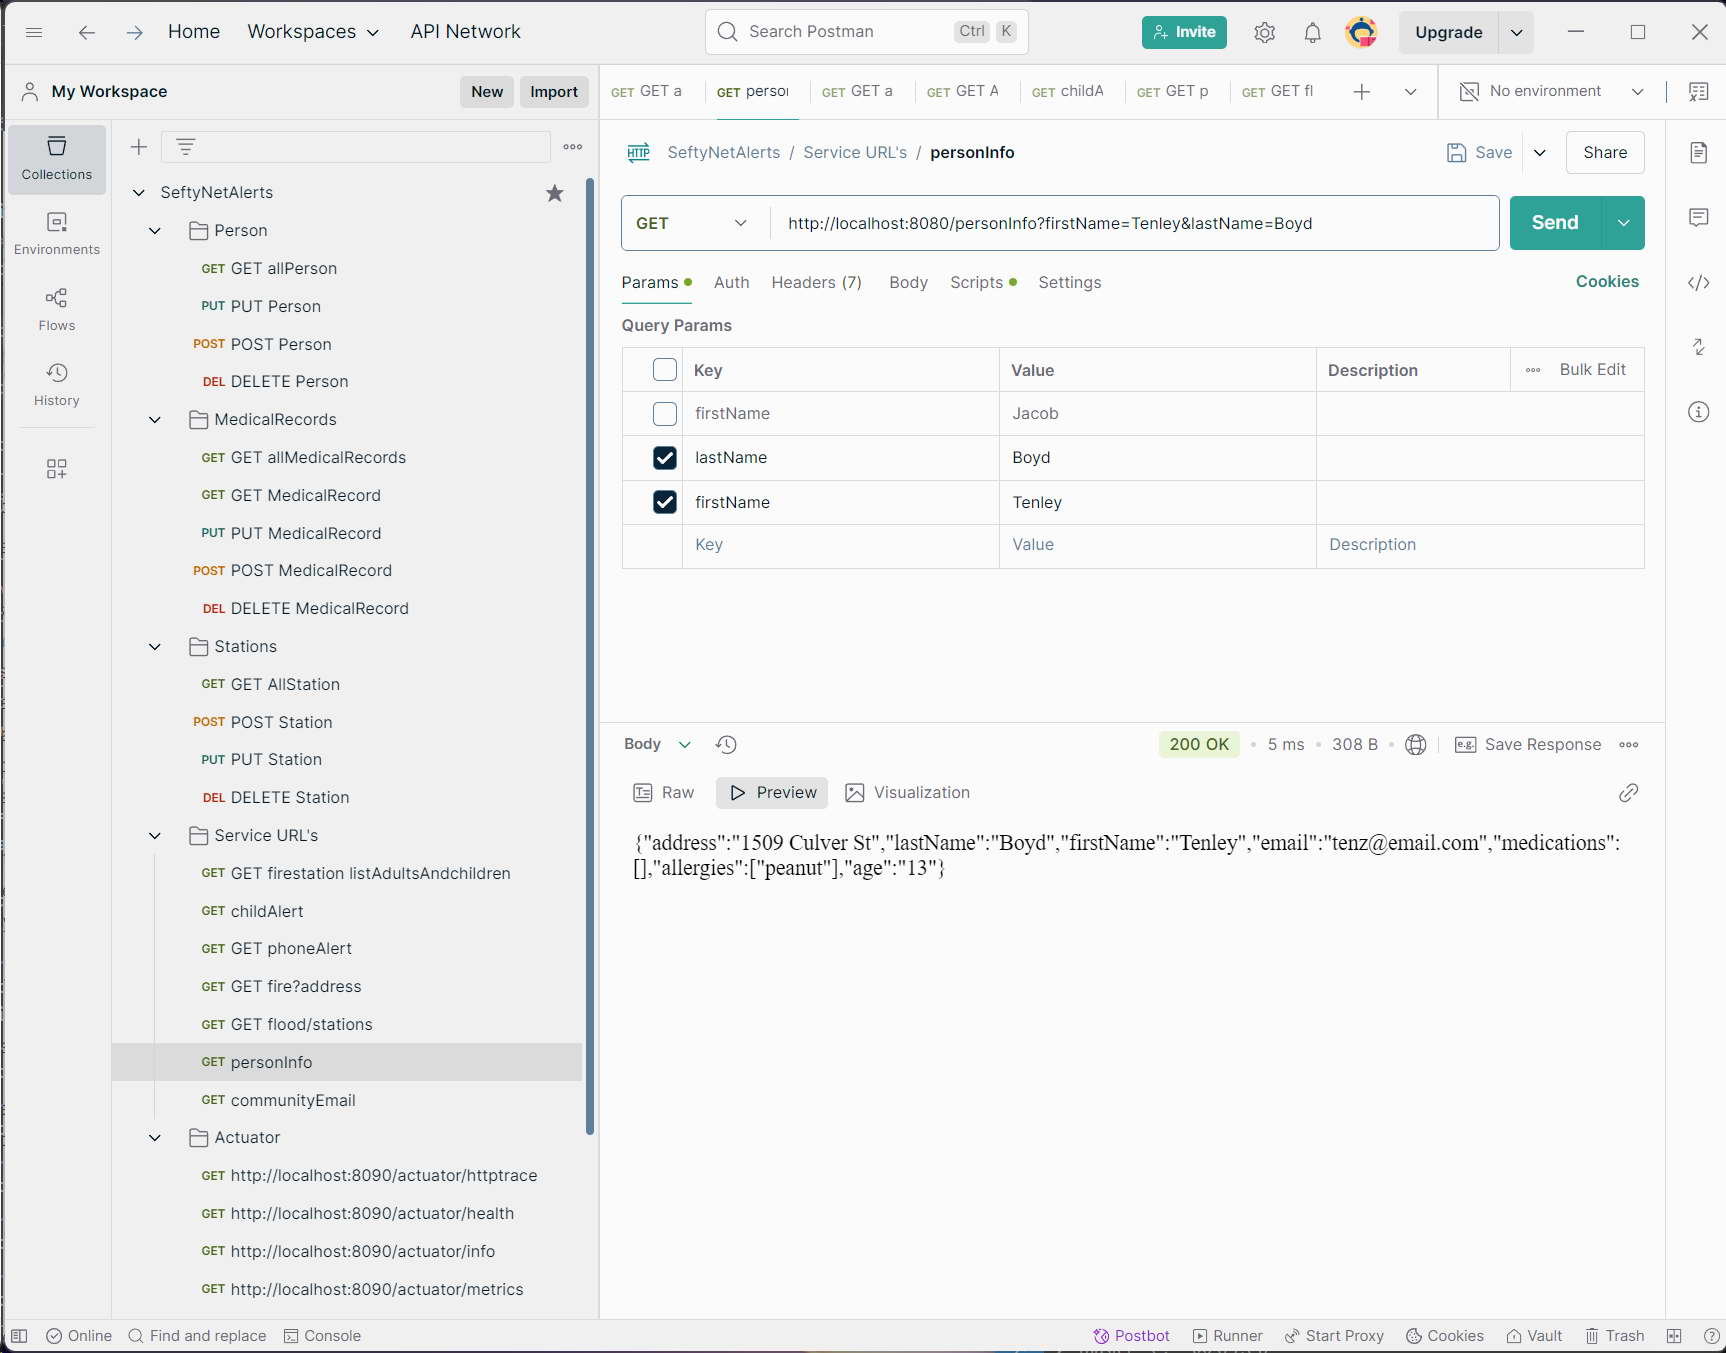 Home Workspaces API Network Search Postman Ctrl K Invite Upgrade
My Workspace New Import GET GET a GET perso GET GET a GET GET A GET childA GET GET p GET GET fl No environment
Collections
Environments
Flows
History
SeftyNetAlerts
Person
GET GET allPerson
PUT PUT Person
POST POST Person
DEL DELETE Person
MedicalRecords
GET GET allMedicalRecords
GET GET MedicalRecord
PUT PUT MedicalRecord
POST POST MedicalRecord
DEL DELETE MedicalRecord
Stations
GET GET AllStation
POST POST Station
PUT PUT Station
DEL DELETE Station
Service URL's
GET GET firestation listAdultsAndchildren
GET childAlert
GET GET phoneAlert
GET GET fire?address
GET GET flood/stations
GET personInfo
GET communityEmail
Actuator
GET http://localhost:8090/actuator/httptrace
GET http://localhost:8090/actuator/health
GET http://localhost:8090/actuator/info
GET http://localhost:8090/actuator/metrics
HTTP SeftyNetAlerts / Service URL's / personInfo Save Share
GET http://localhost:8080/personInfo?firstName=Tenley&lastName=Boyd Send
Params Auth Headers (7) Body Scripts Settings Cookies
Query Params
Key Value Description Bulk Edit
firstName Jacob
lastName Boyd
firstName Tenley
Key Value Description
Body 200 OK 5 ms 308 B e.g. Save Response
Raw Preview Visualization
{"address":"1509 Culver St","lastName":"Boyd","firstName":"Tenley","email":"tenz@email.com","medications":
[],"allergies":["peanut"],"age":"13"}
Online Find and replace Console Postbot Runner Start Proxy Cookies Vault Trash